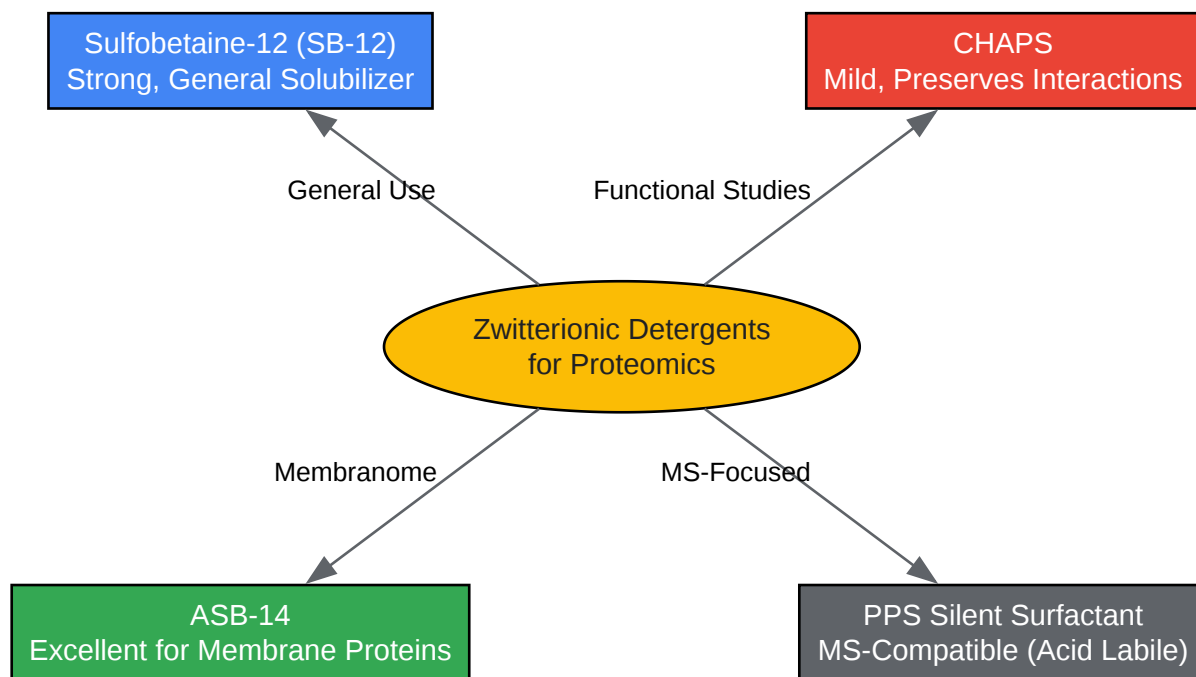 Sulfobetaine-12 (SB-12)
Strong, General Solubilizer
CHAPS
Mild, Preserves Interactions
General Use
Functional Studies
Zwitterionic Detergents
for Proteomics
Membranome
MS-Focused
ASB-14
Excellent for Membrane Proteins
PPS Silent Surfactant
MS-Compatible (Acid Labile)